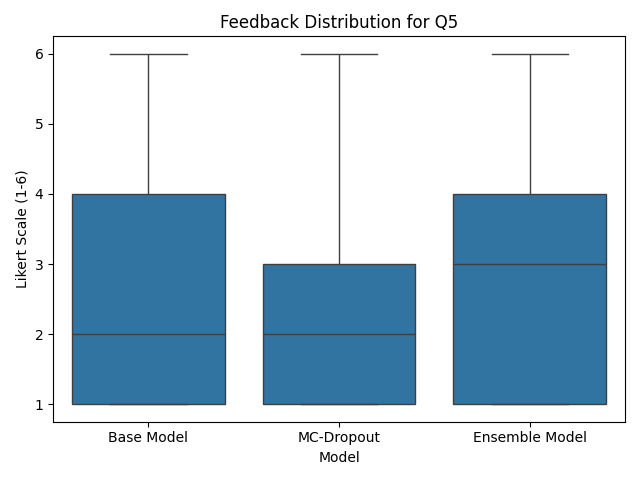 Feedback Distribution for Q5
6
5
4
3
2
1
Likert Scale (1-6)
Base Model
MC-Dropout
Ensemble Model
Model